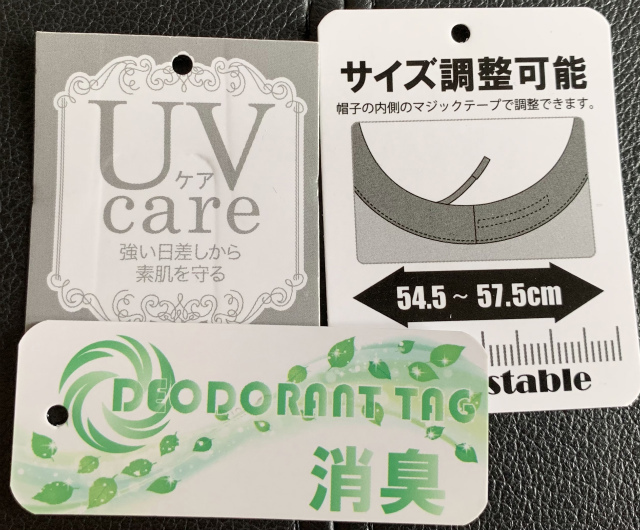 UV
ケア
care
強い日差しから
素肌を守る
サイズ調整可能
帽子の内側のマジックテープで調整できます。
54.5 ~ 57.5cm
stable
DEODORANT TAG
消臭